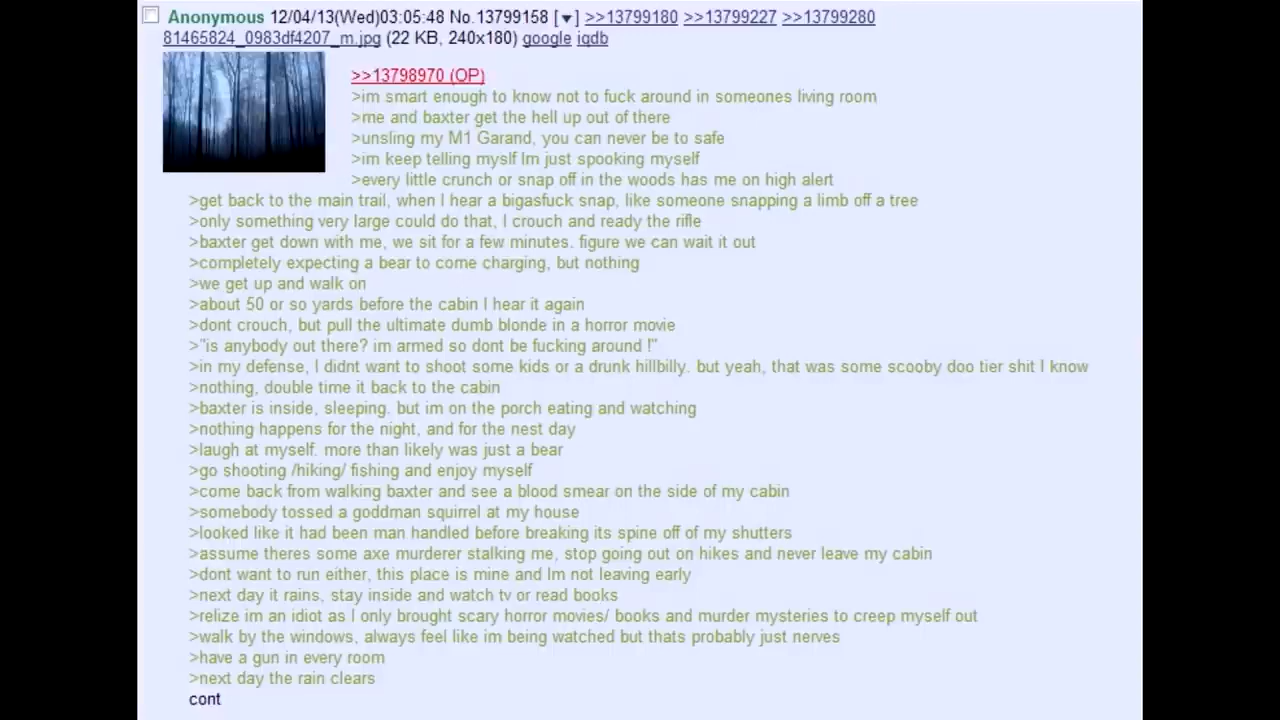 Anonymous 12/04/13(Wed)03:05:48 No.13799158 [▼] >>13799180 >>13799227 >>13799280
81465824_0983df4207_m.jpg (22 KB, 240x180) google iqdb
>>13798970 (OP)
>im smart enough to know not to fuck around in someones living room
>me and baxter get the hell up out of there
>unsling my M1 Garand, you can never be to safe
>im keep telling myslf Im just spooking myself
>every little crunch or snap off in the woods has me on high alert
>get back to the main trail, when I hear a bigasfuck snap, like someone snapping a limb off a tree
>only something very large could do that, I crouch and ready the rifle
>baxter get down with me, we sit for a few minutes. figure we can wait it out
>completely expecting a bear to come charging, but nothing
>we get up and walk on
>about 50 or so yards before the cabin I hear it again
>dont crouch, but pull the ultimate dumb blonde in a horror movie
>"is anybody out there? im armed so dont be fucking around !"
>in my defense, I didnt want to shoot some kids or a drunk hillbilly. but yeah, that was some scooby doo tier shit I know
>nothing, double time it back to the cabin
>baxter is inside, sleeping. but im on the porch eating and watching
>nothing happens for the night, and for the nest day
>laugh at myself. more than likely was just a bear
>go shooting /hiking/ fishing and enjoy myself
>come back from walking baxter and see a blood smear on the side of my cabin
>somebody tossed a goddman squirrel at my house
>looked like it had been man handled before breaking its spine off of my shutters
>assume theres some axe murderer stalking me, stop going out on hikes and never leave my cabin
>dont want to run either, this place is mine and Im not leaving early
>next day it rains, stay inside and watch tv or read books
>relize im an idiot as I only brought scary horror movies/ books and murder mysteries to creep myself out
>walk by the windows, always feel like im being watched but thats probably just nerves
>have a gun in every room
>next day the rain clears
cont